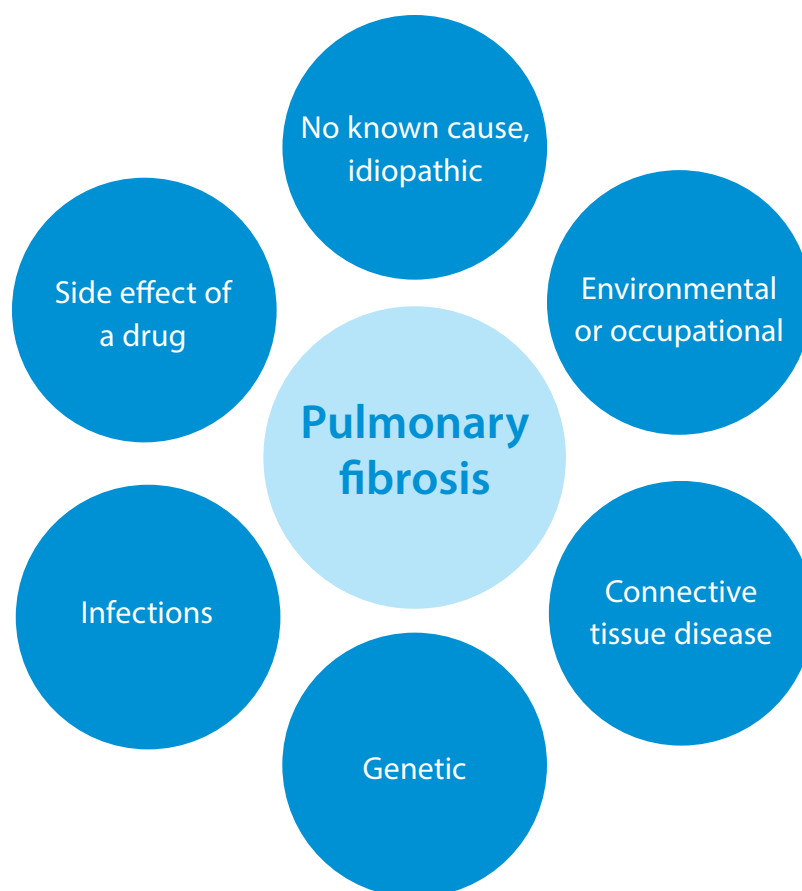 No known cause,
idiopathic
Side effect of
a drug
Environmental
or occupational
Pulmonary
fibrosis
Infections
Connective
tissue disease
Genetic